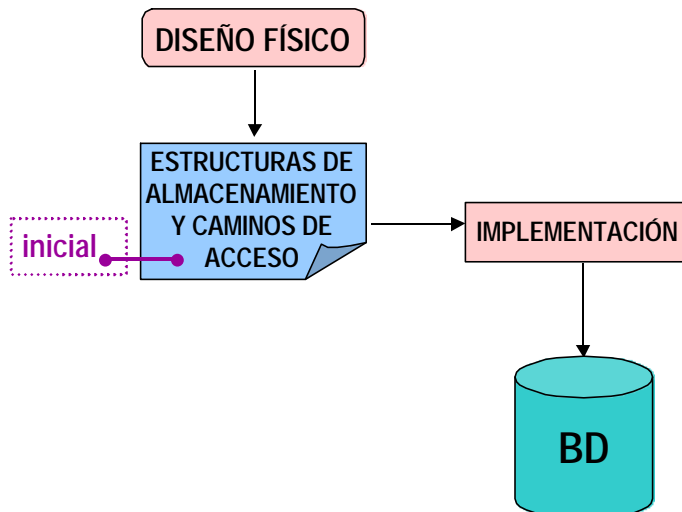 DISEÑO FÍSICO
ESTRUCTURAS DE
ALMACENAMIENTO
Y CAMINOS DE
ACCESO
inicial
IMPLEMENTACIÓN
BD